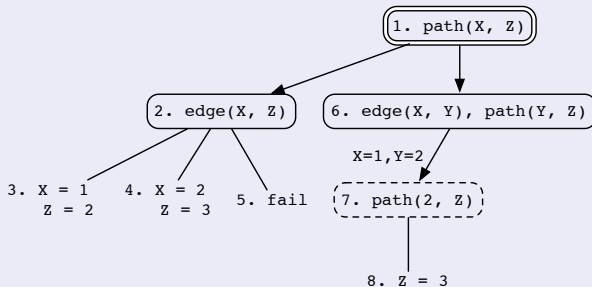 1. path(X, Z)
2. edge(X, Z)
6. edge(X, Y), path(Y, Z)
X=1,Y=2
3. X = 1
Z = 2
4. X = 2
Z = 3
5. fail
7. path(2, Z)
8. Z = 3